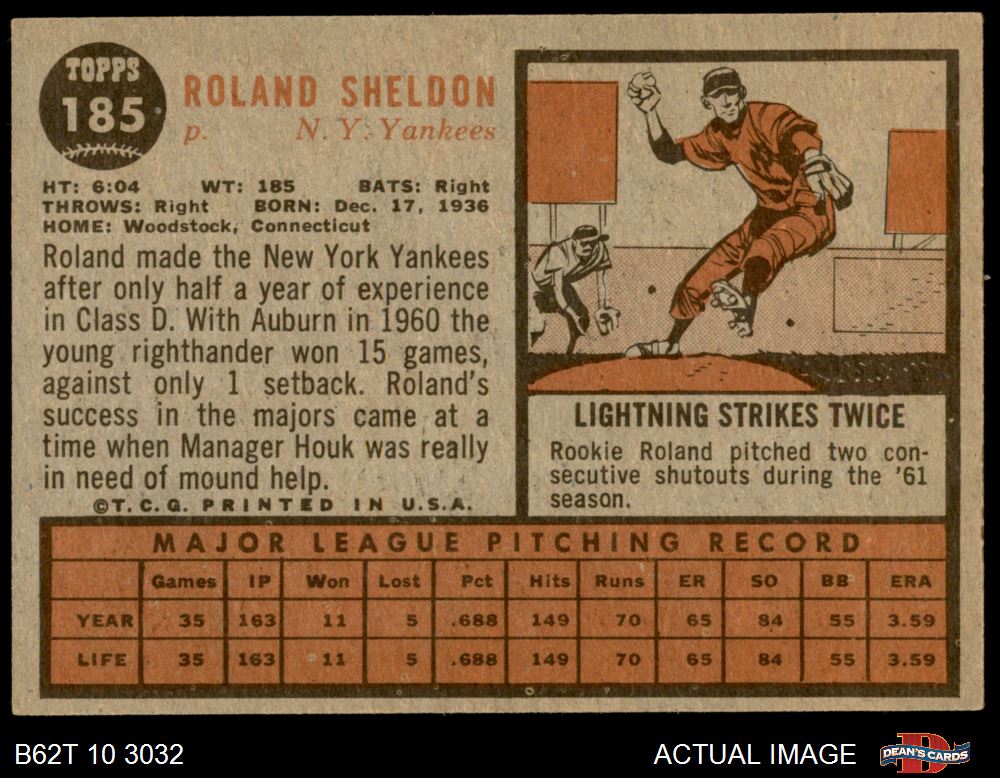 TOPPS
185
ROLAND SHELDON
p. N. Y. Yankees
HT: 6:04 WT: 185 BATS: Right
THROWS: Right BORN: Dec. 17, 1936
HOME: Woodstock, Connecticut
Roland made the New York Yankees
after only half a year of experience
in Class D. With Auburn in 1960 the
young righthander won 15 games,
against only 1 setback. Roland's
success in the majors came at a
time when Manager Houk was really
in need of mound help.
©T. C. G. PRINTED IN U.S.A.
LIGHTNING STRIKES TWICE
Rookie Roland pitched two con-
secutive shutouts during the '61
season.
MAJOR LEAGUE PITCHING RECORD
Games IP Won Lost Pct Hits Runs ER SO BB ERA
YEAR 35 163 11 5 .688 149 70 65 84 55 3.59
LIFE 35 163 11 5 .688 149 70 65 84 55 3.59
B62T 10 3032 ACTUAL IMAGE DEAN'S CARDS